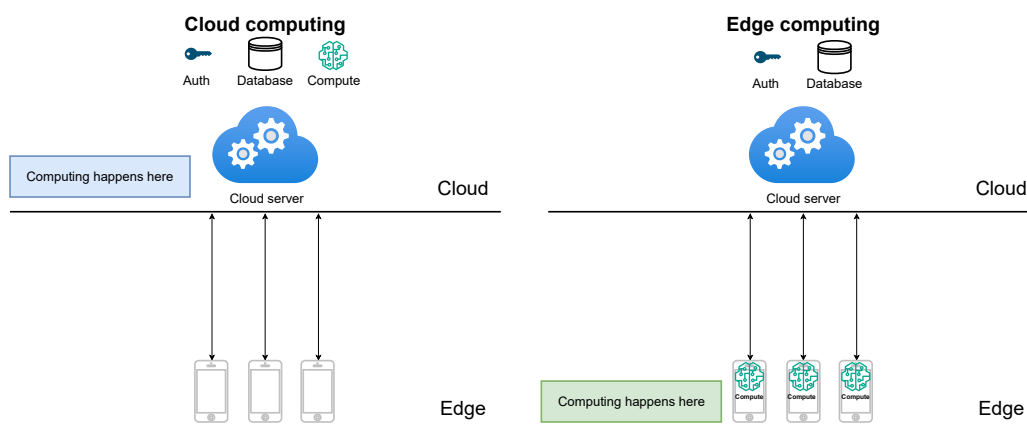 Cloud computing
Auth
Database
Compute
Computing happens here
Cloud server
Cloud
Edge
Edge computing
Auth
Database
Cloud server
Cloud
Computing happens here
Compute
Compute
Compute
Edge